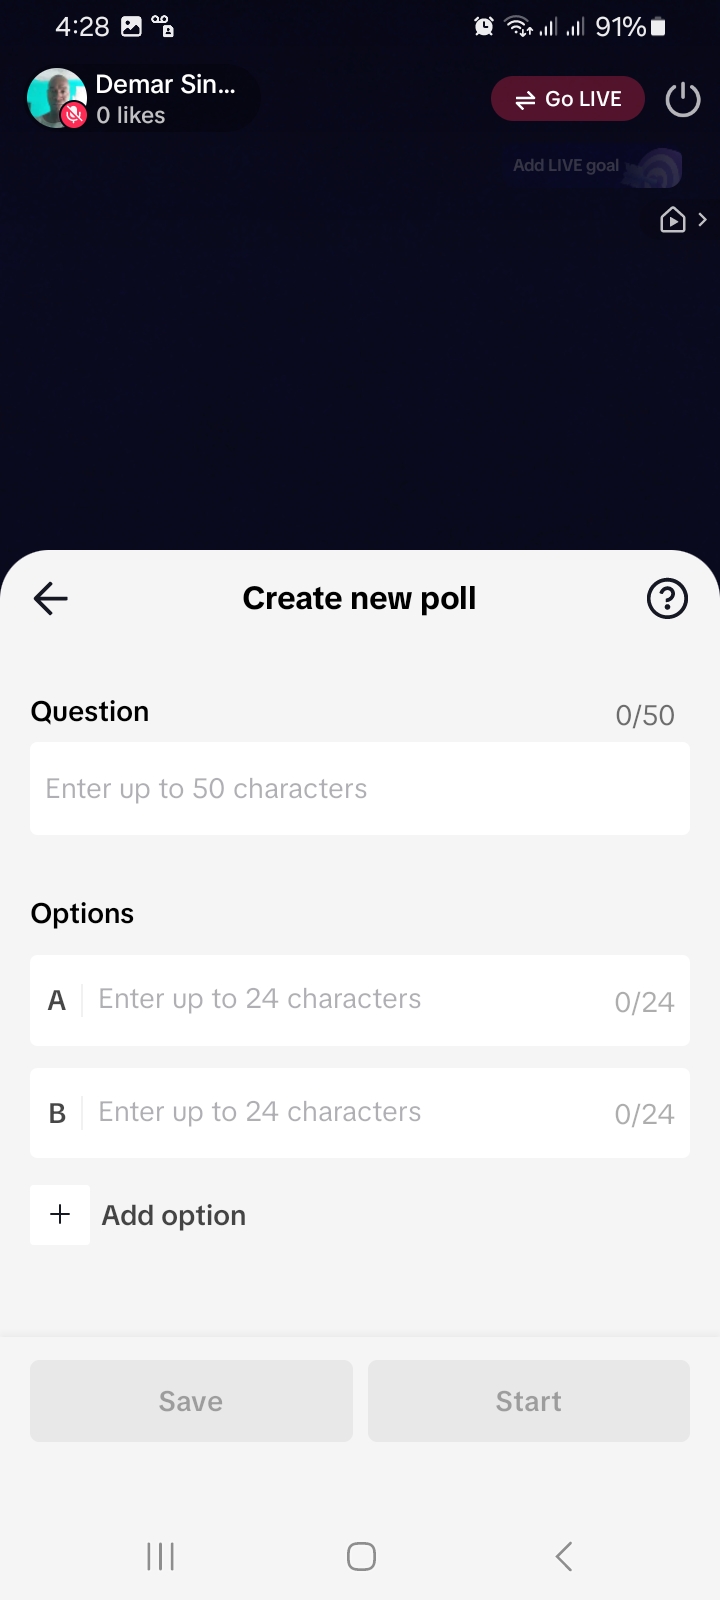 4:28
91%
Demar Sin...
0 likes
Go LIVE
Add LIVE goal
Create new poll
Question
0/50
Enter up to 50 characters
Options
A
Enter up to 24 characters
0/24
B
Enter up to 24 characters
0/24
+ Add option
Save
Start